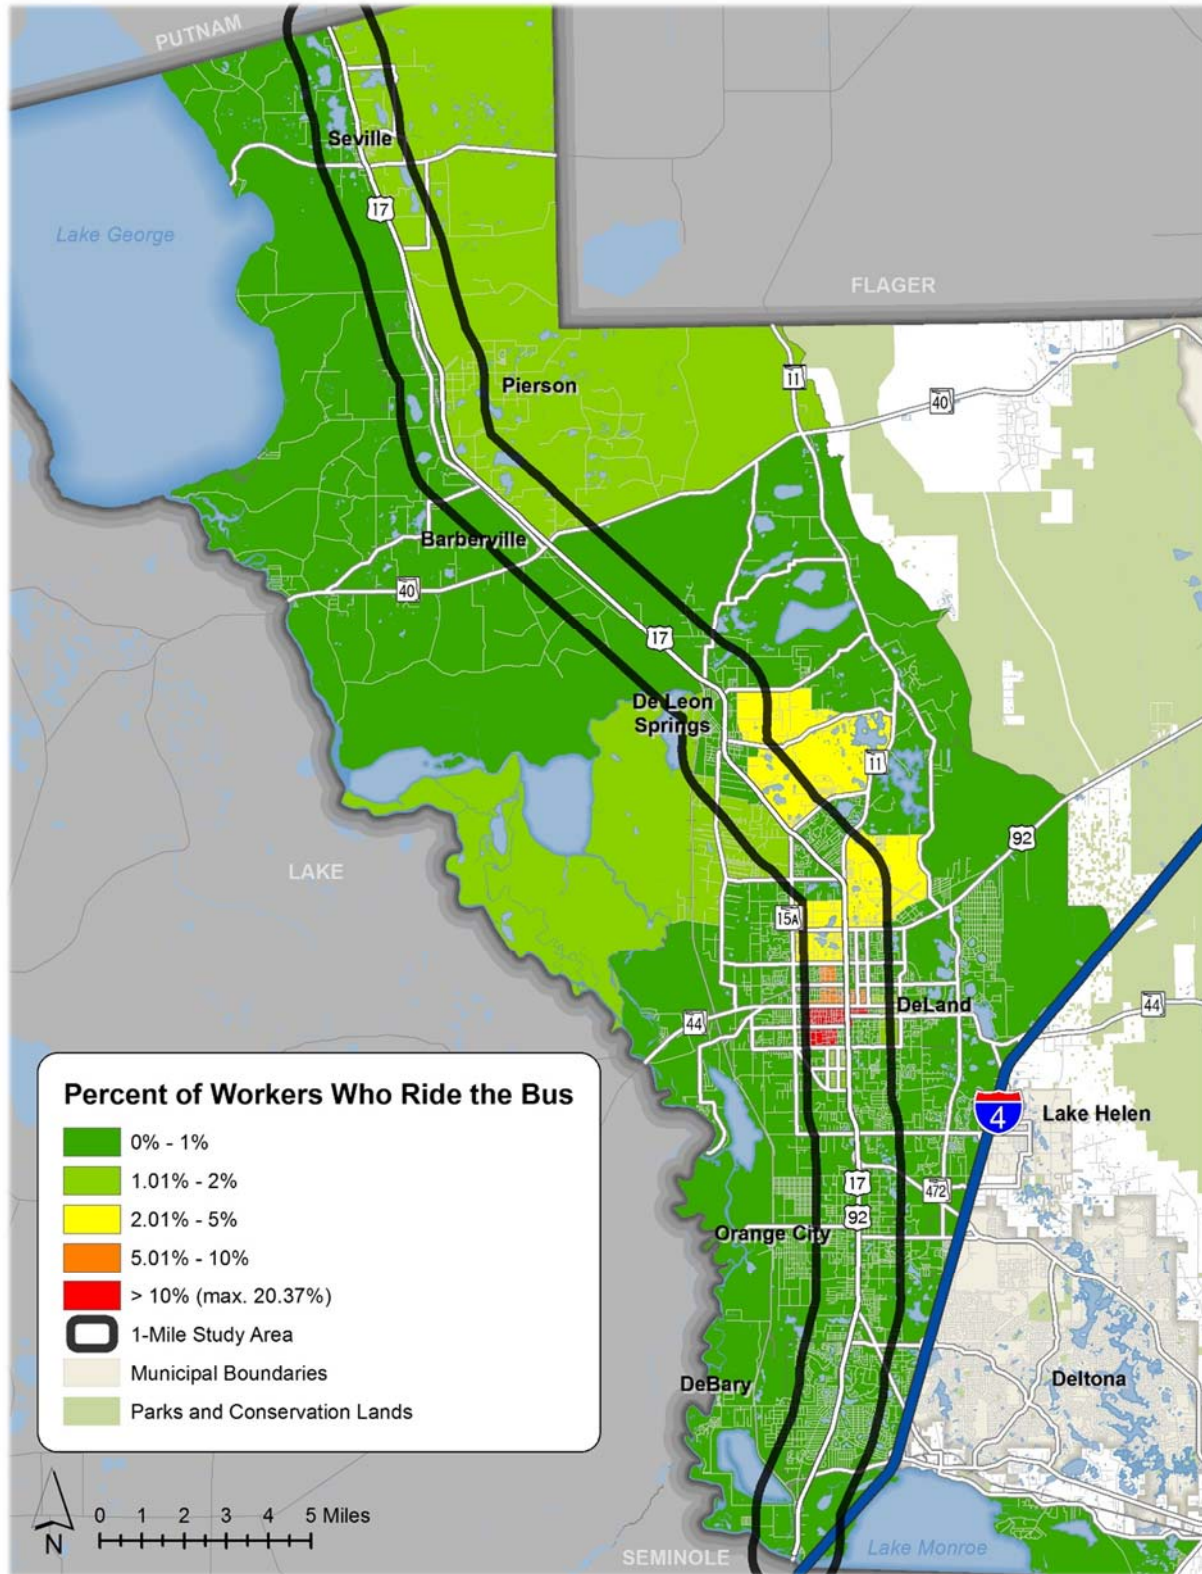 PUTNAM
Seville
17
Lake George
FLAGER
Pierson
11
40
Barberville
40
17
De Leon
Springs
11
92
LAKE
15A
DeLand
44
44
4
Lake Helen
17
472
92
Orange City
DeBary
Deltona
Percent of Workers Who Ride the Bus
0% - 1%
1.01% - 2%
2.01% - 5%
5.01% - 10%
> 10% (max. 20.37%)
1-Mile Study Area
Municipal Boundaries
Parks and Conservation Lands
N
0 1 2 3 4 5 Miles
SEMINOLE
Lake Monroe